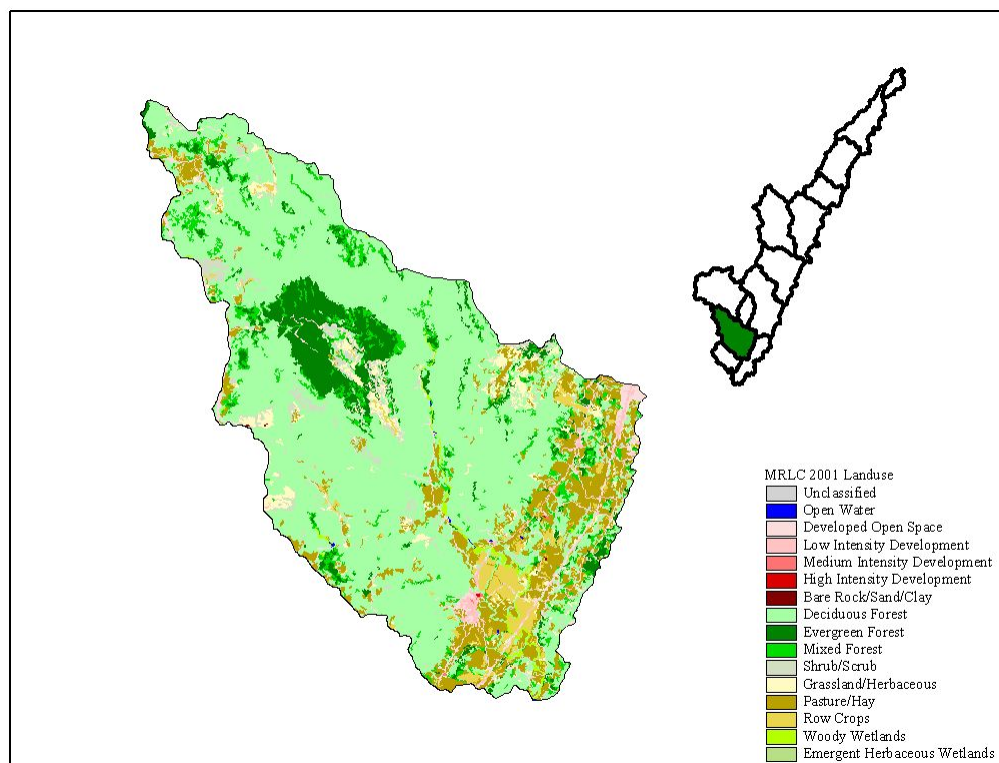 MRLC 2001 Landuse
Unclassified
Open Water
Developed Open Space
Low Intensity Development
Medium Intensity Development
High Intensity Development
Bare Rock/Sand/Clay
Deciduous Forest
Evergreen Forest
Mixed Forest
Shrub/Scrub
Grassland/Herbaceous
Pasture/Hay
Row Crops
Woody Wetlands
Emergent Herbaceous Wetlands